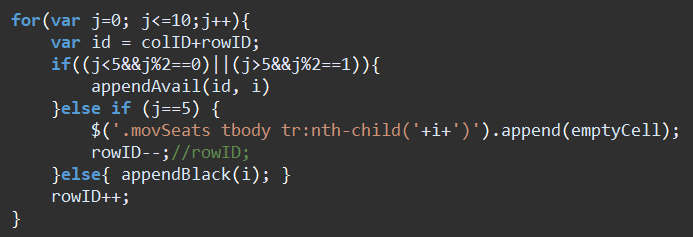 for(var j=0; j<=10;j++){
    var id = colID+rowID;
    if((j<5&&j%2==0)||(j>5&&j%2==1)){
        appendAvail(id, i)
    }else if (j==5) {
        $('.movSeats tbody tr:nth-child('+i+')').append(emptyCell);
        rowID--;//rowID;
    }else{ appendBlack(i); }
    rowID++;
}